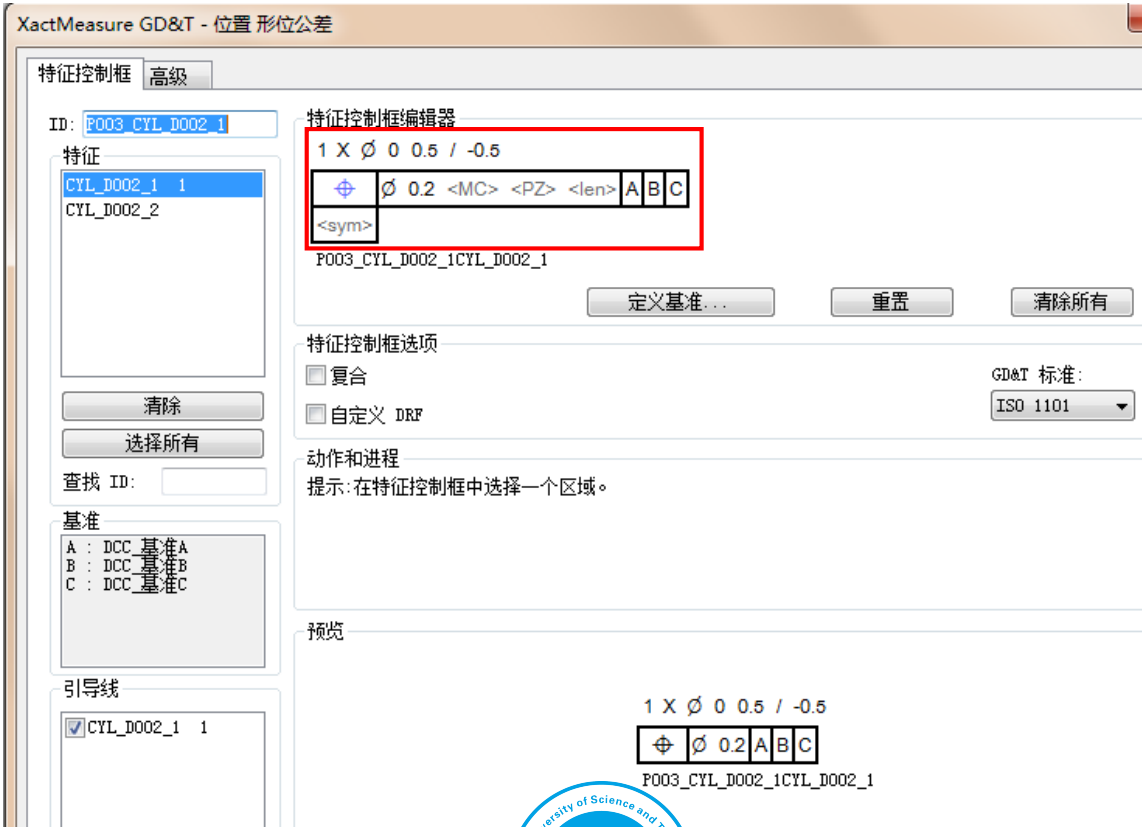 XactMeasure GD&T - 位置 形位公差
特征控制框 高级
ID: P003_CYL_D002_1
特征
CYL_D002_1 1
CYL_D002_2
清除
选择所有
查找 ID:
基准
A : DCC_基准A
B : DCC_基准B
C : DCC_基准C
引导线
CYL_D002_1 1
特征控制框编辑器
1 X Ø 0 0.5 / -0.5
⌖ Ø 0.2 <MC> <PZ> <len> A B C
<sym>
P003_CYL_D002_1CYL_D002_1
定义基准... 重置 清除所有
特征控制框选项
复合
自定义 DRF
GD&T 标准:
ISO 1101
动作和进程
提示:在特征控制框中选择一个区域。
预览
1 X Ø 0 0.5 / -0.5
⌖ Ø 0.2 A B C
P003_CYL_D002_1CYL_D002_1
ersity of Science and